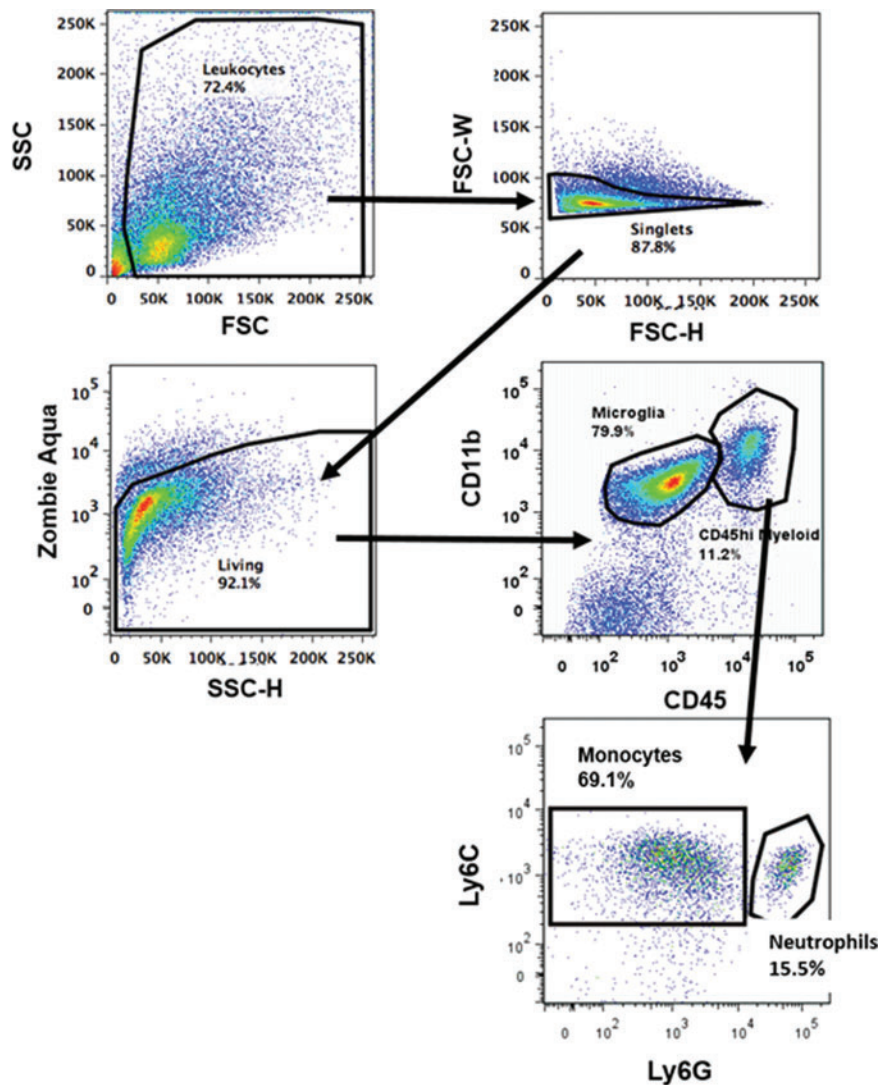 250K
200K
150K
100K
50K
0
SSC
Leukocytes
72.4%
0 50K 100K 150K 200K 250K
FSC
250K
200K
150K
100K
50K
0
FSC-W
Singlets
87.8%
0 50K 100K 150K 200K 250K
FSC-H
10^5
10^4
10^3
10^2
0
Zombie Aqua
Living
92.1%
0 50K 100K 150K 200K 250K
SSC-H
10^5
10^4
10^3
10^2
0
CD11b
Microglia
79.9%
CD45hi Myeloid
11.2%
0 10^2 10^3 10^4 10^5
CD45
10^5
10^4
10^3
10^2
0
Ly6C
Monocytes
69.1%
Neutrophils
15.5%
0 10^2 10^3 10^4 10^5
Ly6G